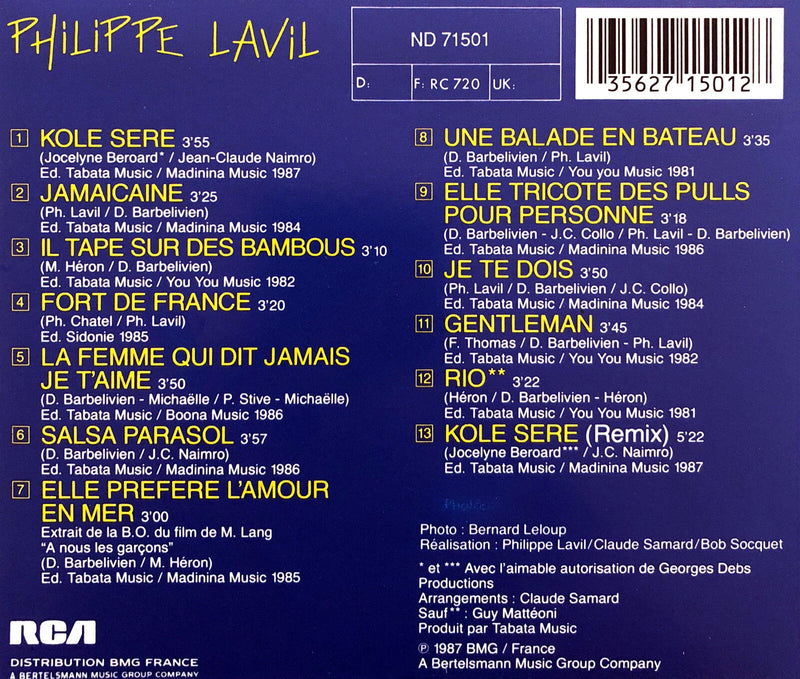 PHILIPPE LAVIL
ND 71501
D:
F: RC 720
UK:
35627 15012
1 KOLE SERE 3'55
(Jocelyne Beroard* / Jean-Claude Naimro)
Ed. Tabata Music / Madinina Music 1987
2 JAMAICAINE 3'25
(Ph. Lavil / D. Barbelivien)
Ed. Tabata Music / Madinina Music 1984
3 IL TAPE SUR DES BAMBOUS 3'10
(M. Héron / D. Barbelivien)
Ed. Tabata Music / You You Music 1982
4 FORT DE FRANCE 3'20
(Ph. Chatel / Ph. Lavil)
Ed. Sidonie 1985
5 LA FEMME QUI DIT JAMAIS
JE T'AIME 3'50
(D. Barbelivien - Michaëlle / P. Stive - Michaëlle)
Ed. Tabata Music / Boona Music 1986
6 SALSA PARASOL 3'57
(D. Barbelivien / J.C. Naimro)
Ed. Tabata Music / Madinina Music 1986
7 ELLE PREFERE L'AMOUR
EN MER 3'00
Extrait de la B.O. du film de M. Lang
"A nous les garçons"
(D. Barbelivien / M. Héron)
Ed. Tabata Music / Madinina Music 1985
RCA
DISTRIBUTION BMG FRANCE
A BERTELSMANN MUSIC GROUP COMPANY
8 UNE BALADE EN BATEAU 3'35
(D. Barbelivien / Ph. Lavil)
Ed. Tabata Music / You you Music 1981
9 ELLE TRICOTE DES PULLS
POUR PERSONNE 3'18
(D. Barbelivien - J.C. Collo / Ph. Lavil - D. Barbelivien)
Ed. Tabata Music / Madinina Music 1986
10 JE TE DOIS 3'50
(Ph. Lavil / D. Barbelivien / J.C. Collo)
Ed. Tabata Music / Madinina Music 1984
11 GENTLEMAN 3'45
(F. Thomas / D. Barbelivien - Ph. Lavil)
Ed. Tabata Music / You You Music 1982
12 RIO** 3'22
(Héron / D. Barbelivien - Héron)
Ed. Tabata Music / You You Music 1981
13 KOLE SERE (Remix) 5'22
(Jocelyne Beroard*** / J.C. Naimro)
Ed. Tabata Music / Madinina Music 1987
Photo : Bernard Leloup
Réalisation : Philippe Lavil/Claude Samard/Bob Socquet
* et *** Avec l'aimable autorisation de Georges Debs
Productions
Arrangements : Claude Samard
Sauf** : Guy Mattéoni
Produit par Tabata Music
℗ 1987 BMG / France
A Bertelsmann Music Group Company